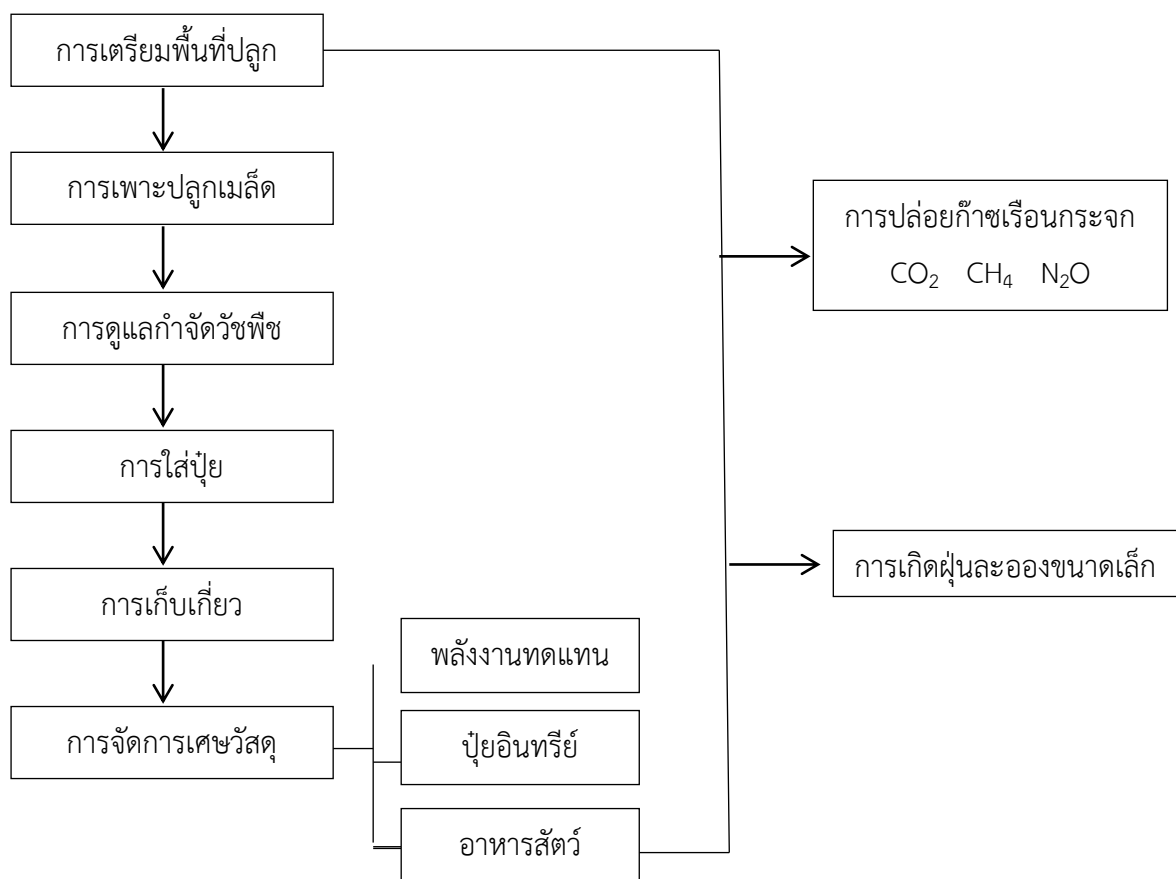 การเตรียมพื้นที่ปลูก
การเพาะปลูกเมล็ด
การดูแลกำจัดวัชพืช
การใส่ปุ๋ย
การเก็บเกี่ยว
การจัดการเศษวัสดุ
พลังงานทดแทน
ปุ๋ยอินทรีย์
อาหารสัตว์
การปล่อยก๊าซเรือนกระจก
CO₂ CH₄ N₂O
การเกิดฝุ่นละอองขนาดเล็ก